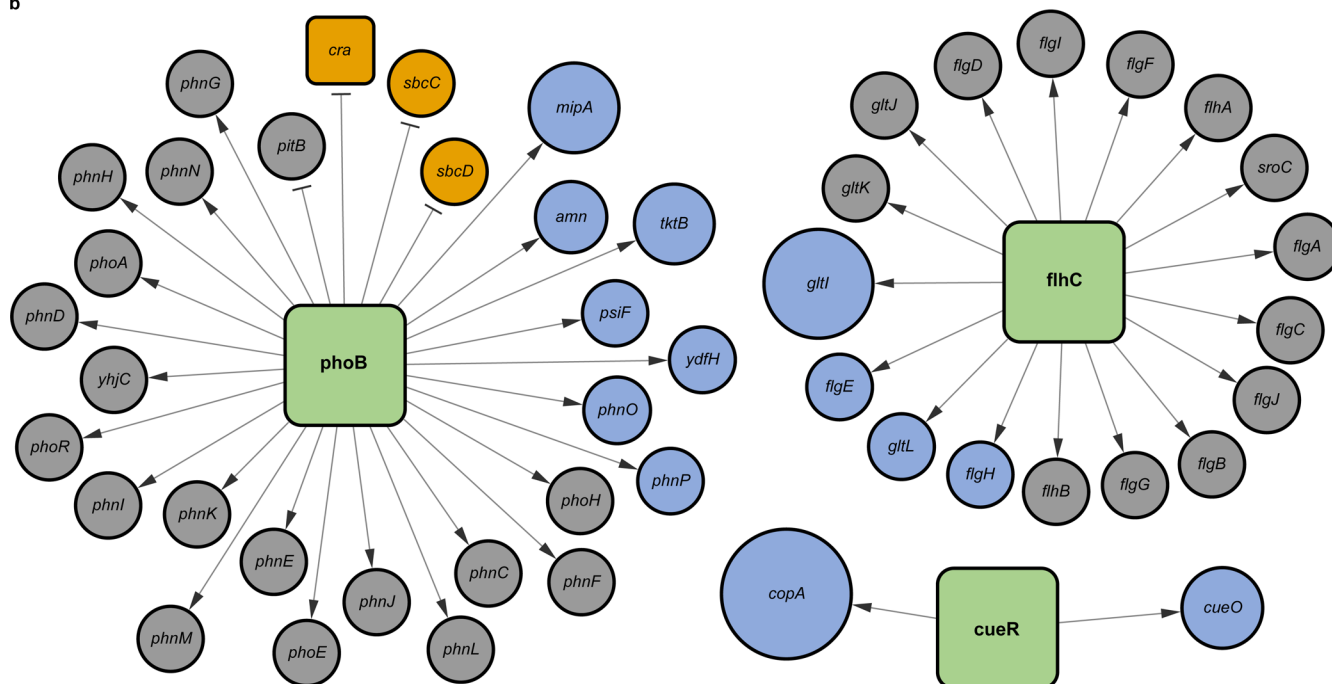 b
cra
sbcC
phnG
mipA
pitB
sbcD
phnN
phnH
amn
tktB
phoA
psiF
phnD
ydfH
phoB
yhjC
phnO
phoR
phnP
phnI
phnK
phoH
phnE
phnC
phnF
phnJ
phnM
phoE
phnL
flgI
flgD
flgF
gltJ
flhA
sroC
gltK
flgA
gltI
flhC
flgC
flgE
flgJ
gltL
flgH
flgB
flhB
flgG
copA
cueR
cueO